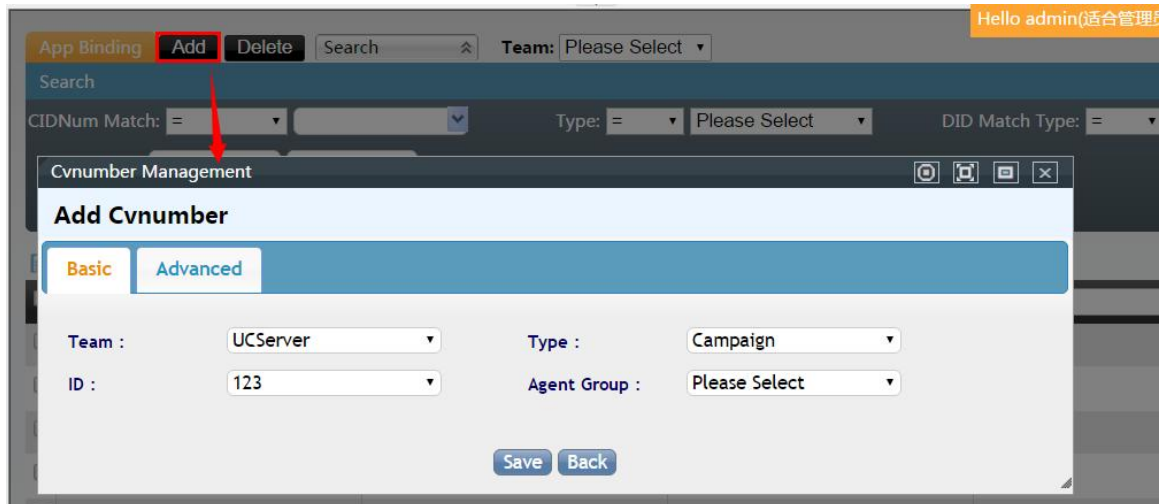 Hello admin(适合管理员
App Binding Add Delete Search Team: Please Select
Search
CIDNum Match: = Type: = Please Select DID Match Type: =
Cvnumber Management
Add Cvnumber
Basic Advanced
Team : UCServer Type : Campaign
ID : 123 Agent Group : Please Select
Save Back